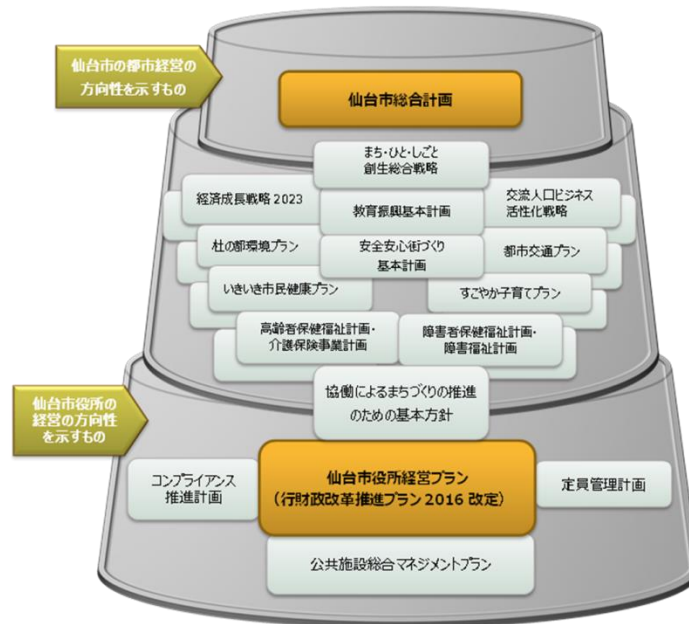 仙台市の都市経営の
方向性を示すもの
仙台市総合計画
まち・ひと・しごと
創生総合戦略
経済成長戦略2023
教育振興基本計画
交流人口ビジネス
活性化戦略
杜の都環境プラン
安全安心街づくり
基本計画
都市交通プラン
いきいき市民健康プラン
すこやか子育てプラン
高齢者保健福祉計画・
介護保険事業計画
障害者保健福祉計画・
障害福祉計画
仙台市役所の
経営の方向性
を示すもの
協働によるまちづくりの推進
のための基本方針
コンプライアンス
推進計画
仙台市役所経営プラン
（行財政改革推進プラン2016改定）
定員管理計画
公共施設総合マネジメントプラン